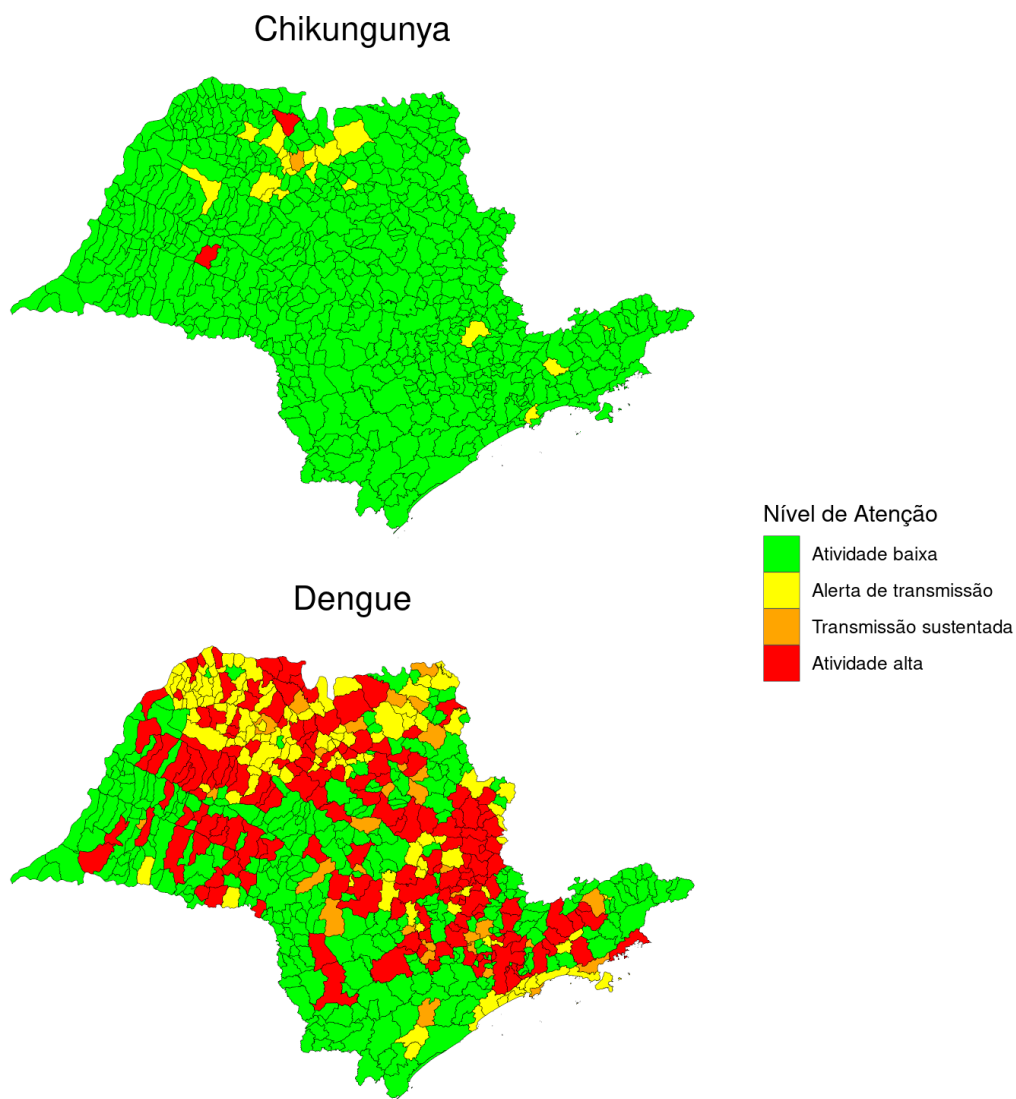 Chikungunya
Nível de Atenção
Atividade baixa
Alerta de transmissão
Transmissão sustentada
Atividade alta
Dengue